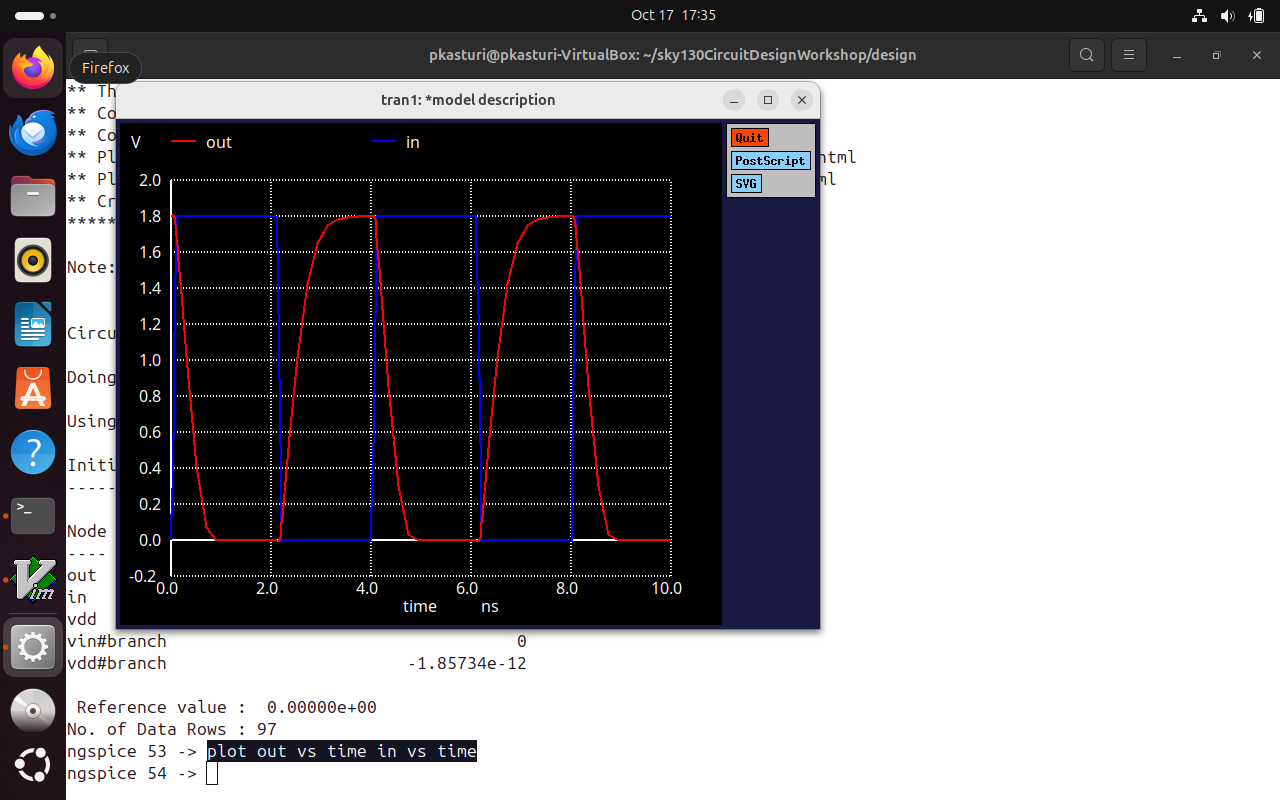 Oct 17 17:35
pkasturi@pkasturi-VirtualBox: ~/sky130CircuitDesignWorkshop/design
Firefox
** Th
** Co
** Co
** Pl
html
** Pl
ml
** Cr
Note:
Circu
Doing
Using
Initi
-----
Node
----
out
in
vdd
vin#branch 0
vdd#branch -1.85734e-12
Reference value : 0.00000e+00
No. of Data Rows : 97
ngspice 53 -> plot out vs time in vs time
ngspice 54 ->
tran1: *model description
V out in
Quit
PostScript
SVG
2.0
1.8
1.6
1.4
1.2
1.0
0.8
0.6
0.4
0.2
0.0
-0.2
0.0 2.0 4.0 6.0 8.0 10.0
time ns
>_
?
Vim